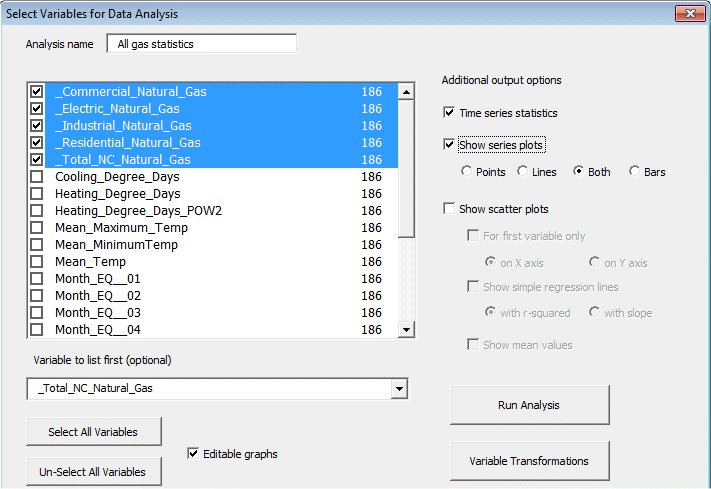 Select Variables for Data Analysis
Analysis name All gas statistics
_Commercial_Natural_Gas 186
_Electric_Natural_Gas 186
_Industrial_Natural_Gas 186
_Residential_Natural_Gas 186
_Total_NC_Natural_Gas 186
Cooling_Degree_Days 186
Heating_Degree_Days 186
Heating_Degree_Days_POW2 186
Mean_Maximum_Temp 186
Mean_MinimumTemp 186
Mean_Temp 186
Month_EQ__01 186
Month_EQ__02 186
Month_EQ__03 186
Month_EQ__04 186
Variable to list first (optional)
_Total_NC_Natural_Gas
Select All Variables
Un-Select All Variables
Editable graphs
Additional output options
Time series statistics
Show series plots
Points Lines Both Bars
Show scatter plots
For first variable only
on X axis on Y axis
Show simple regression lines
with r-squared with slope
Show mean values
Run Analysis
Variable Transformations